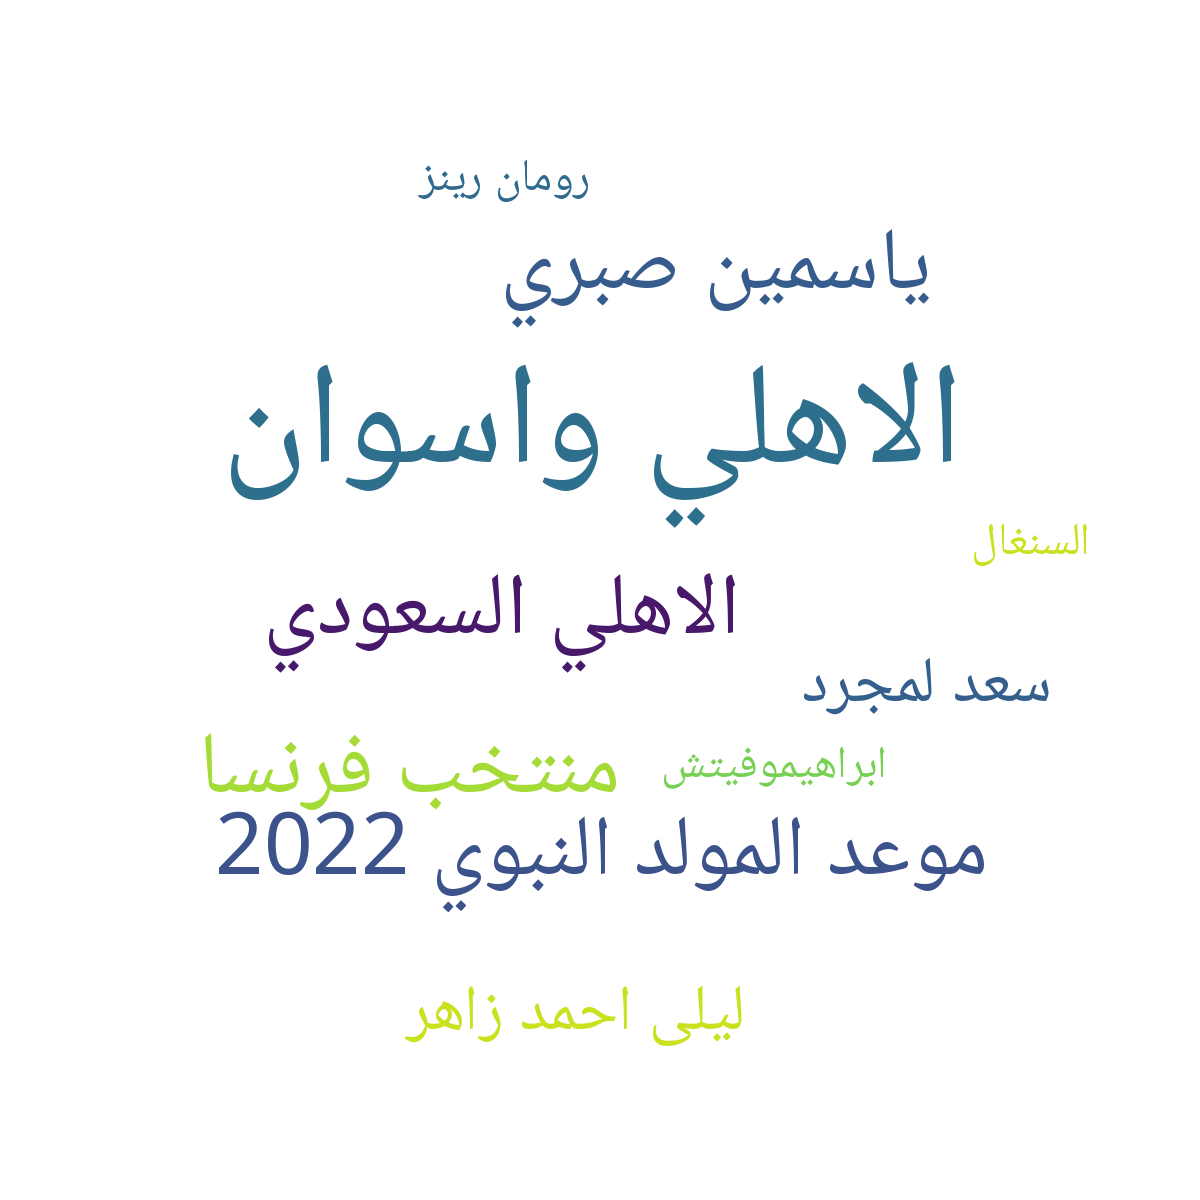 رومان رينز
ياسمين صبري
الاهلي واسوان
السنغال
الاهلي السعودي
سعد لمجرد
منتخب فرنسا
ابراهيموفيتش
موعد المولد النبوي 2022
ليلى احمد زاهر